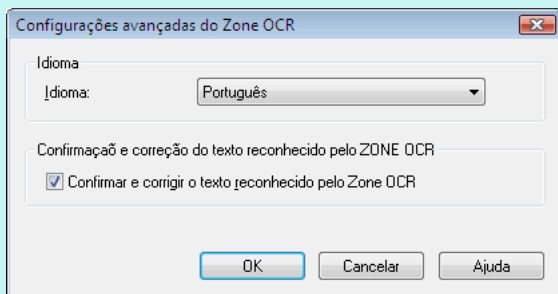 Configurações avançadas do Zone OCR
Idioma
Idioma: Português
Confirmaçaõ e correção do texto reconhecido pelo ZONE OCR
Confirmar e corrigir o texto reconhecido pelo Zone OCR
OK Cancelar Ajuda